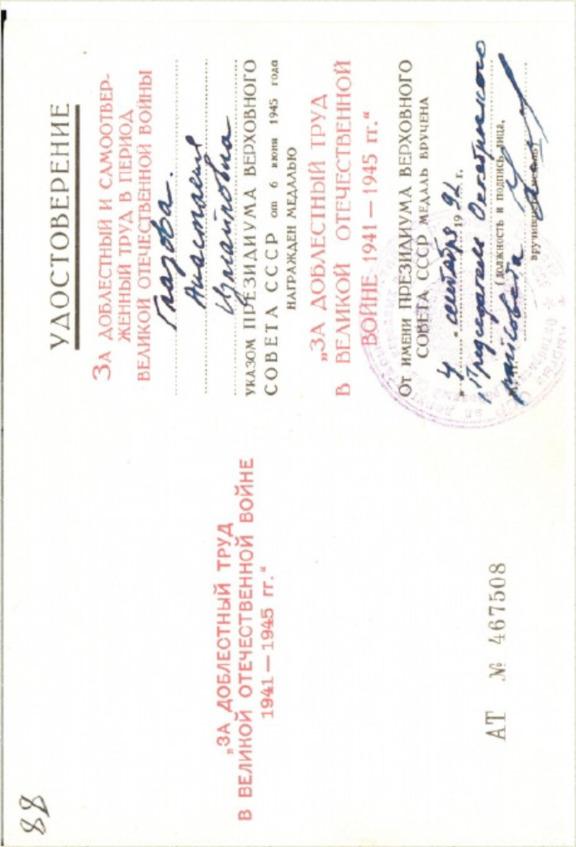 88
„ЗА ДОБЛЕСТНЫЙ ТРУД
В ВЕЛИКОЙ ОТЕЧЕСТВЕННОЙ ВОЙНЕ
1941—1945 гг.“
АТ № 467508
УДОСТОВЕРЕНИЕ
ЗА ДОБЛЕСТНЫЙ И САМООТВЕР-
ЖЕННЫЙ ТРУД В ПЕРИОД
ВЕЛИКОЙ ОТЕЧЕСТВЕННОЙ ВОЙНЫ
Глазова
Анастасия
Измайловна
УКАЗОМ ПРЕЗИДИУМА ВЕРХОВНОГО
СОВЕТА СССР от 6 июня 1945 года
НАГРАЖДЕН МЕДАЛЬЮ
„ЗА ДОБЛЕСТНЫЙ ТРУД
В ВЕЛИКОЙ ОТЕЧЕСТВЕННОЙ
ВОЙНЕ 1941—1945 гг.“
ОТ ИМЕНИ ПРЕЗИДИУМА ВЕРХОВНОГО
СОВЕТА СССР МЕДАЛЬ ВРУЧЕНА
„4“ сентября 1992 г.
Председатель Октябрьского
(должность и подпись лица,
райсовета